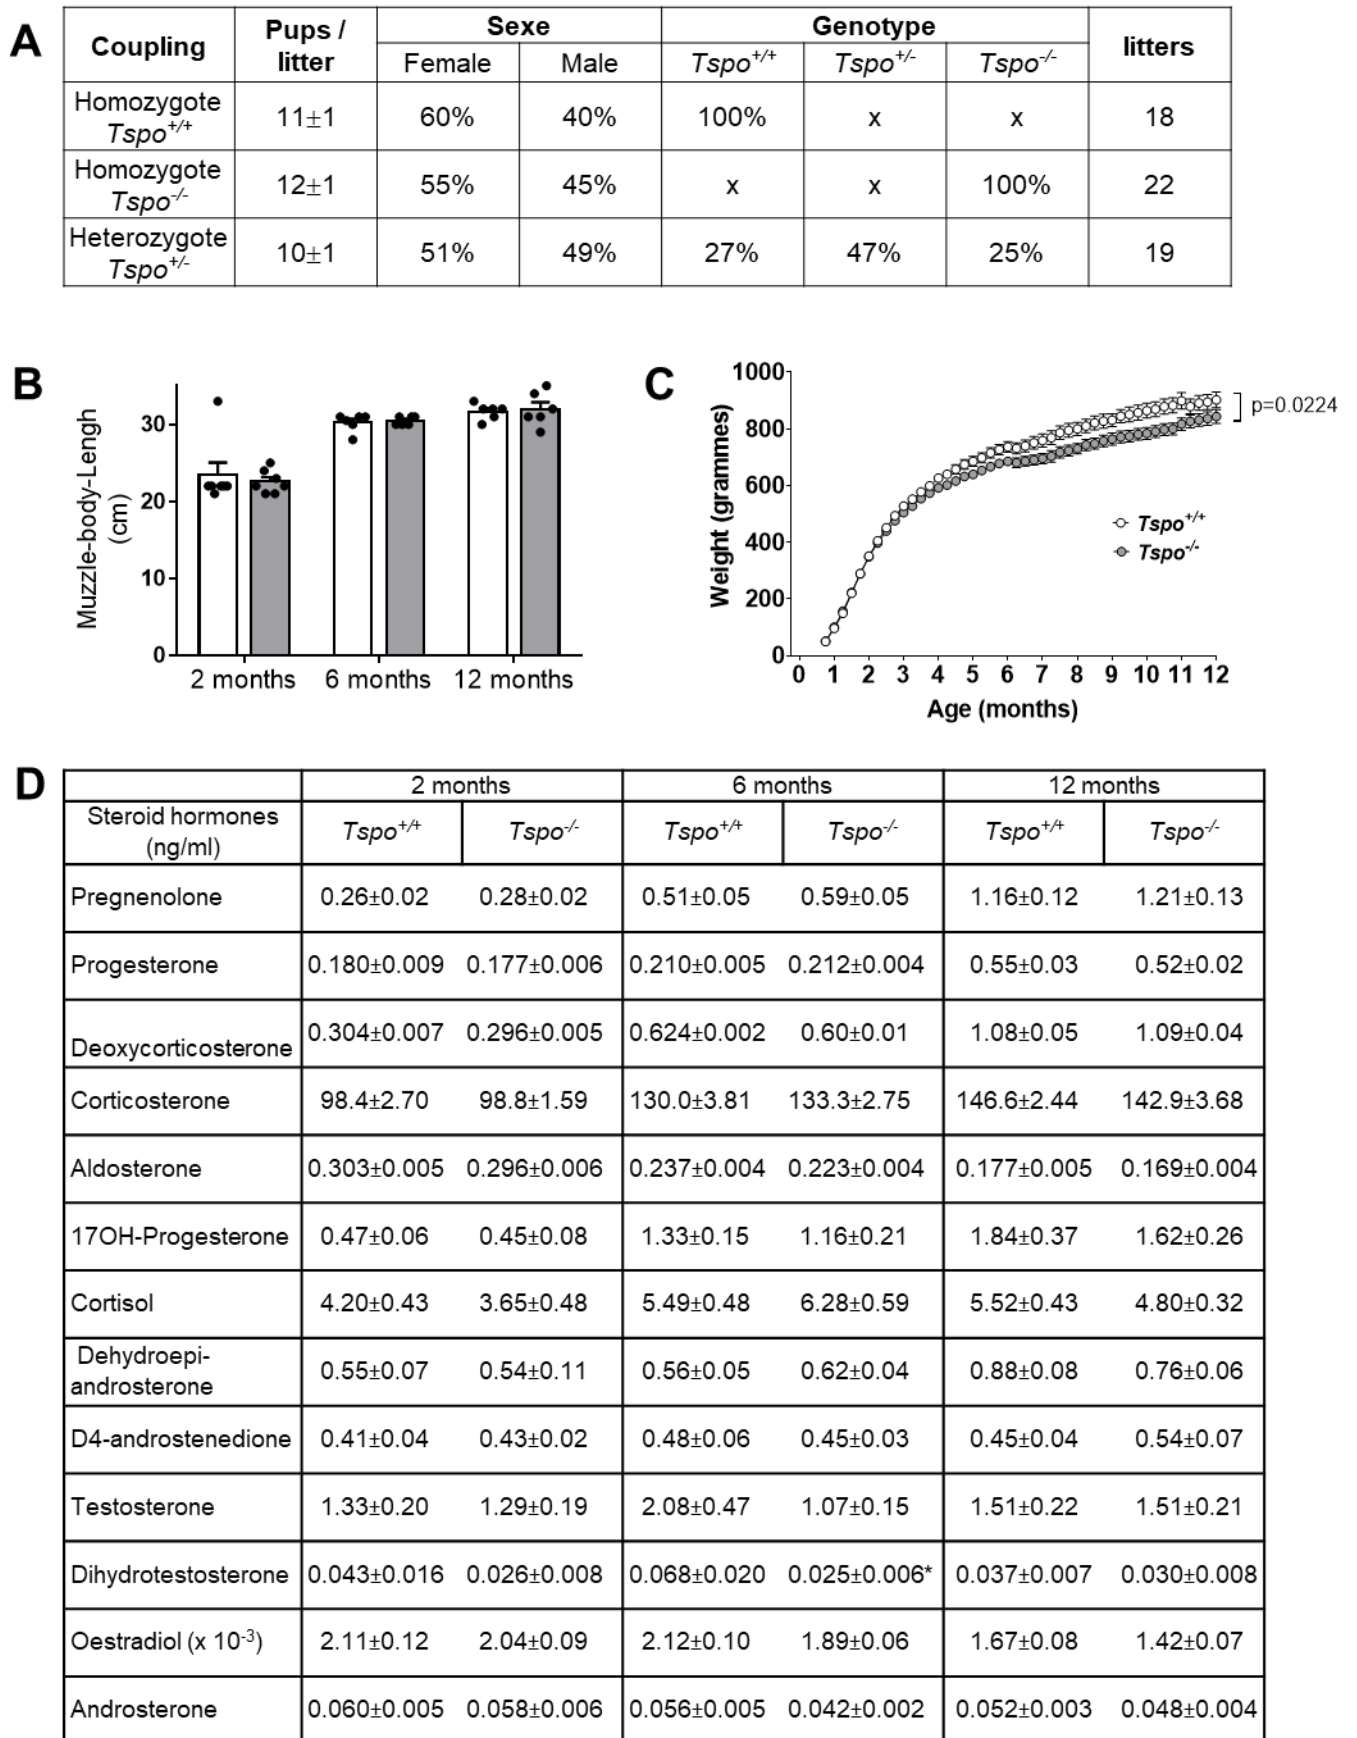 A
Coupling Pups / litter Sexe Genotype litters
Female Male Tspo+/+ Tspo+/- Tspo-/-
Homozygote Tspo+/+ 11±1 60% 40% 100% x x 18
Homozygote Tspo-/- 12±1 55% 45% x x 100% 22
Heterozygote Tspo+/- 10±1 51% 49% 27% 47% 25% 19
B
Muzzle-body-Lengh
(cm)
30
20
10
0
2 months 6 months 12 months
C
Weight (grammes)
1000
800
600
400
200
0
p=0.0224
Tspo+/+
Tspo-/-
0 1 2 3 4 5 6 7 8 9 10 11 12
Age (months)
D
2 months 6 months 12 months
Steroid hormones (ng/ml) Tspo+/+ Tspo-/- Tspo+/+ Tspo-/- Tspo+/+ Tspo-/-
Pregnenolone 0.26±0.02 0.28±0.02 0.51±0.05 0.59±0.05 1.16±0.12 1.21±0.13
Progesterone 0.180±0.009 0.177±0.006 0.210±0.005 0.212±0.004 0.55±0.03 0.52±0.02
Deoxycorticosterone 0.304±0.007 0.296±0.005 0.624±0.002 0.60±0.01 1.08±0.05 1.09±0.04
Corticosterone 98.4±2.70 98.8±1.59 130.0±3.81 133.3±2.75 146.6±2.44 142.9±3.68
Aldosterone 0.303±0.005 0.296±0.006 0.237±0.004 0.223±0.004 0.177±0.005 0.169±0.004
17OH-Progesterone 0.47±0.06 0.45±0.08 1.33±0.15 1.16±0.21 1.84±0.37 1.62±0.26
Cortisol 4.20±0.43 3.65±0.48 5.49±0.48 6.28±0.59 5.52±0.43 4.80±0.32
Dehydroepi-androsterone 0.55±0.07 0.54±0.11 0.56±0.05 0.62±0.04 0.88±0.08 0.76±0.06
D4-androstenedione 0.41±0.04 0.43±0.02 0.48±0.06 0.45±0.03 0.45±0.04 0.54±0.07
Testosterone 1.33±0.20 1.29±0.19 2.08±0.47 1.07±0.15 1.51±0.22 1.51±0.21
Dihydrotestosterone 0.043±0.016 0.026±0.008 0.068±0.020 0.025±0.006* 0.037±0.007 0.030±0.008
Oestradiol (x 10-3) 2.11±0.12 2.04±0.09 2.12±0.10 1.89±0.06 1.67±0.08 1.42±0.07
Androsterone 0.060±0.005 0.058±0.006 0.056±0.005 0.042±0.002 0.052±0.003 0.048±0.004